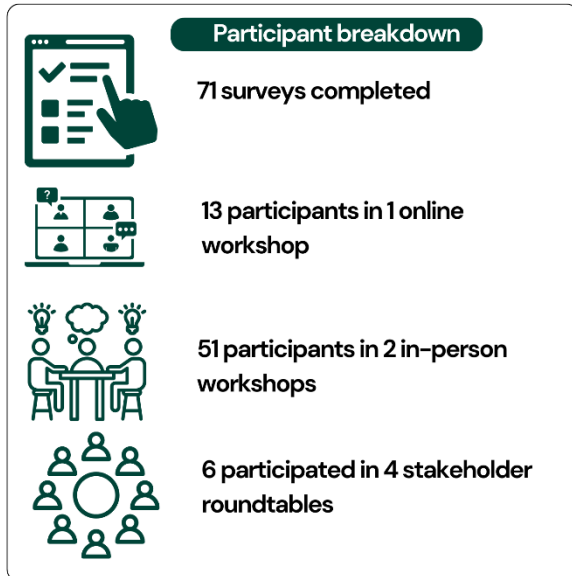 Participant breakdown
71 surveys completed
?
13 participants in 1 online
workshop
51 participants in 2 in-person
workshops
6 participated in 4 stakeholder
roundtables